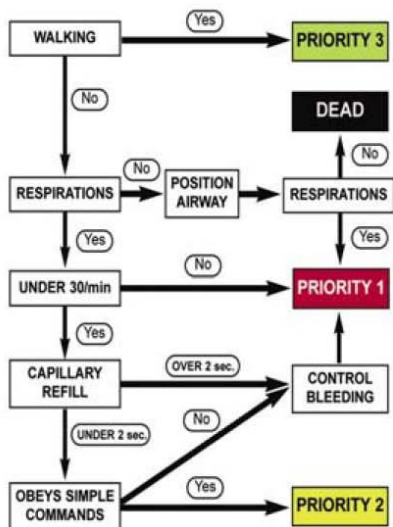 WALKING
Yes
PRIORITY 3
No
DEAD
No
RESPIRATIONS
No
POSITION
AIRWAY
RESPIRATIONS
Yes
Yes
UNDER 30/min
No
PRIORITY 1
Yes
CAPILLARY
REFILL
OVER 2 sec.
CONTROL
BLEEDING
No
UNDER 2 sec.
OBEYS SIMPLE
COMMANDS
Yes
PRIORITY 2